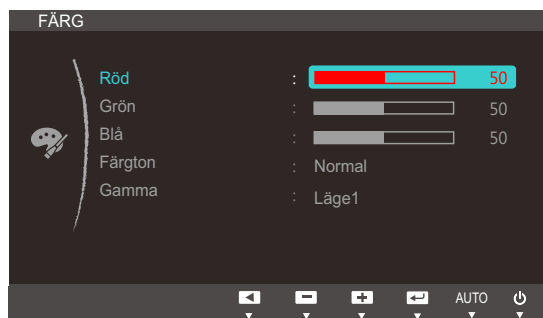 FÄRG
Röd : 50
Grön : 50
Blå : 50
Färgton : Normal
Gamma : Läge1
AUTO